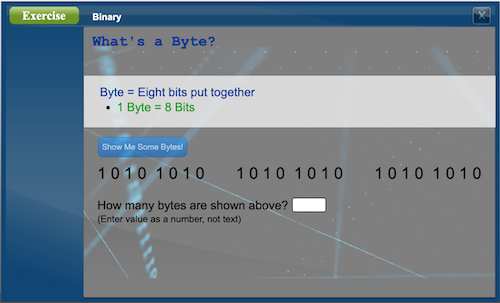 Exercise Binary X
What's a Byte?
Byte = Eight bits put together
• 1 Byte = 8 Bits
Show Me Some Bytes!
1 0 1 0 1 0 1 0 1 0 1 0 1 0 1 0 1 0 1 0 1 0 1 0
How many bytes are shown above?
(Enter value as a number, not text)